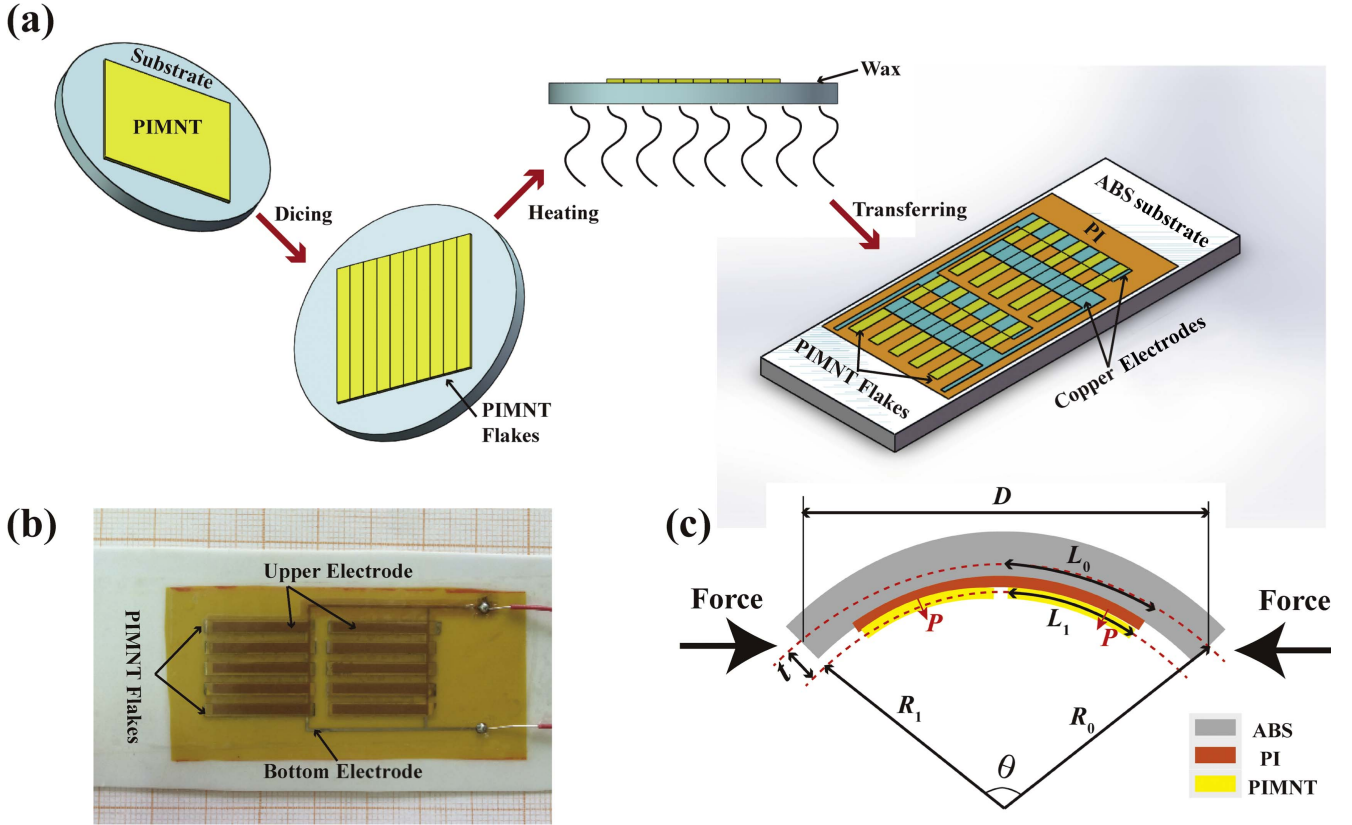 (a)
Substrate
PIMNT
Dicing
PIMNT
Flakes
Heating
Wax
Transferring
ABS substrate
PI
PIMNT Flakes
Copper Electrodes
(b)
Upper Electrode
PIMNT Flakes
Bottom Electrode
(c)
D
L0
Force
Force
P
L1
P
t
R1
R0
θ
ABS
PI
PIMNT